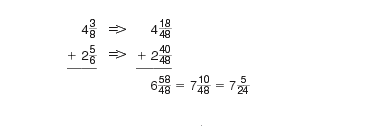 4 3/8 ⇒ 4 18/48
+ 2 5/6 ⇒ + 2 40/48
6 58/48 = 7 10/48 = 7 5/24